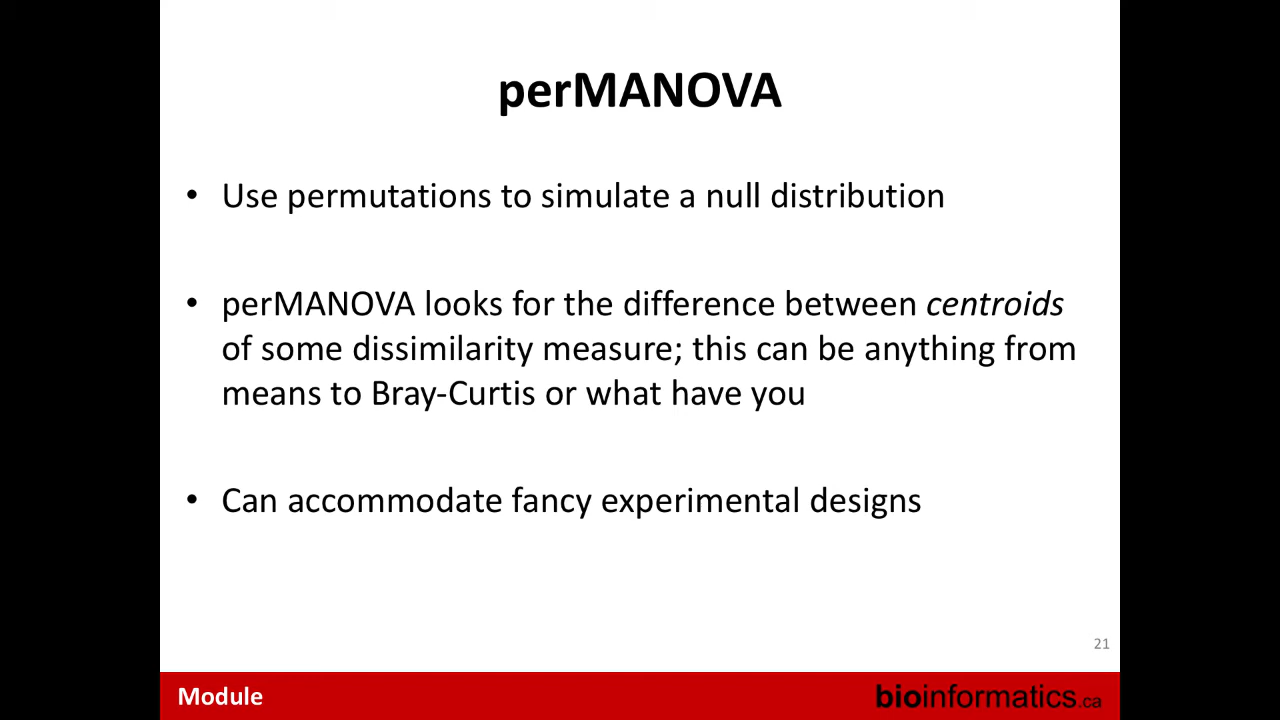 perMANOVA
• Use permutations to simulate a null distribution
• perMANOVA looks for the difference between centroids
of some dissimilarity measure; this can be anything from
means to Bray-Curtis or what have you
• Can accommodate fancy experimental designs
21
Module
bioinformatics.ca